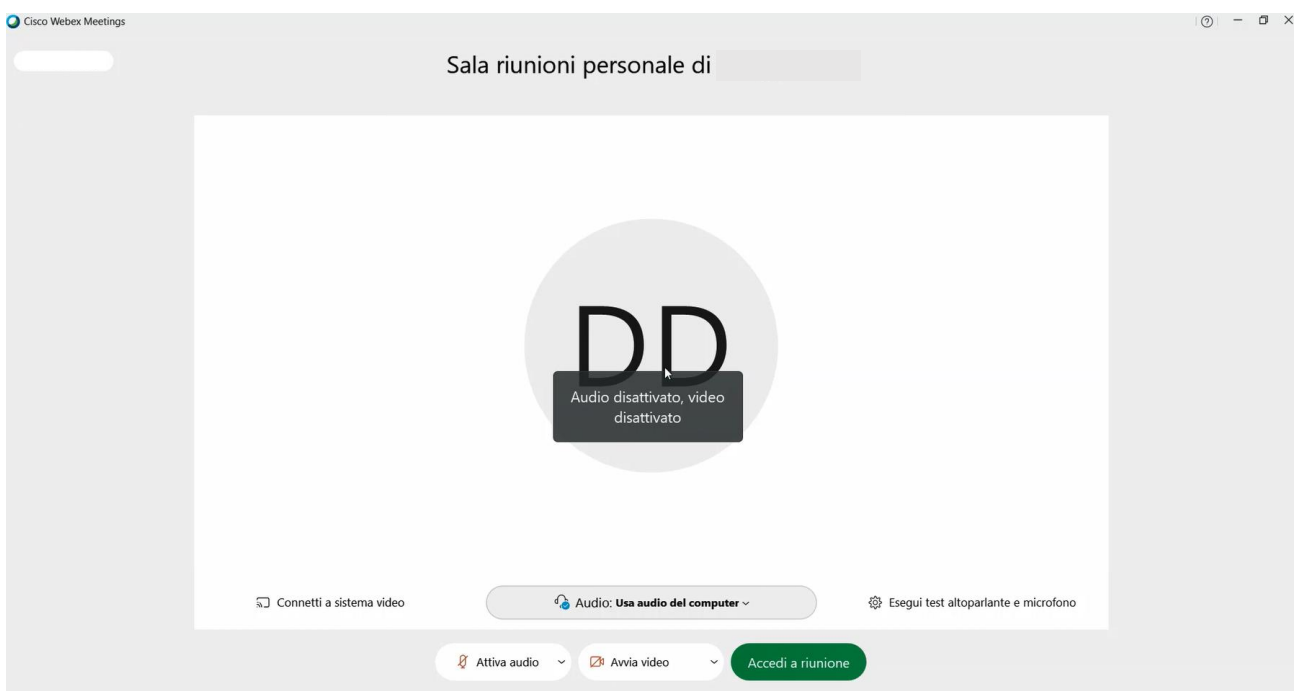 Cisco Webex Meetings
Sala riunioni personale di
DD
Audio disattivato, video
disattivato
Connetti a sistema video
Audio: Usa audio del computer
Esegui test altoparlante e microfono
Attiva audio
Avvia video
Accedi a riunione